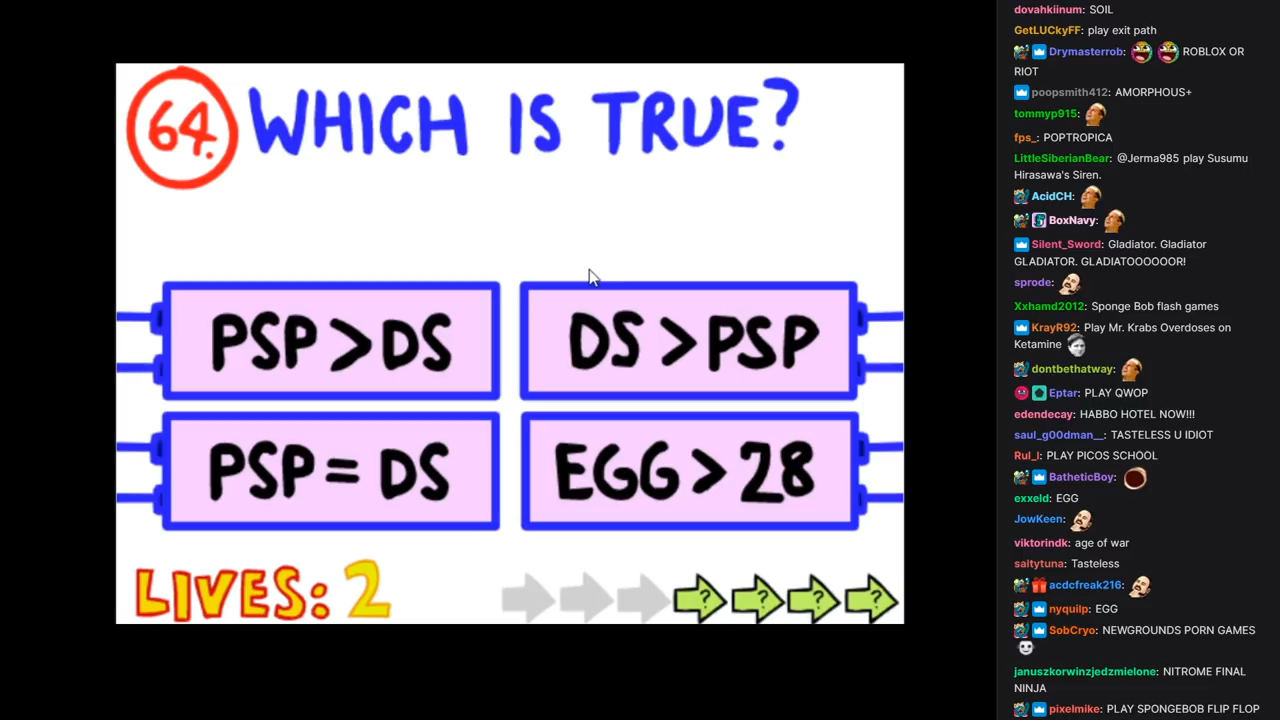 64. WHICH IS TRUE?
PSP>DS
DS>PSP
PSP = DS
EGG>28
LIVES: 2
? ? ? ?
dovahkiinum: SOIL
GetLUCkyFF: play exit path
Drymasterrob: ROBLOX OR
RIOT
poopsmith412: AMORPHOUS+
tommyp915:
fps_: POPTROPICA
LittleSiberianBear: @Jerma985 play Susumu
Hirasawa's Siren.
AcidCH:
BoxNavy:
Silent_Sword: Gladiator. Gladiator
GLADIATOR. GLADIATOOOOOOR!
sprode:
Xxhamd2012: Sponge Bob flash games
KrayR92: Play Mr. Krabs Overdoses on
Ketamine
dontbethatway:
Eptar: PLAY QWOP
edendecay: HABBO HOTEL NOW!!!
saul_g00dman__: TASTELESS U IDIOT
Rul_I: PLAY PICOS SCHOOL
BatheticBoy:
exxeld: EGG
JowKeen:
viktorindk: age of war
saltytuna: Tasteless
acdcfreak216:
nyquilp: EGG
SobCryo: NEWGROUNDS PORN GAMES
januszkorwinzjedzmielone: NITROME FINAL
NINJA
pixelmike: PLAY SPONGEBOB FLIP FLOP